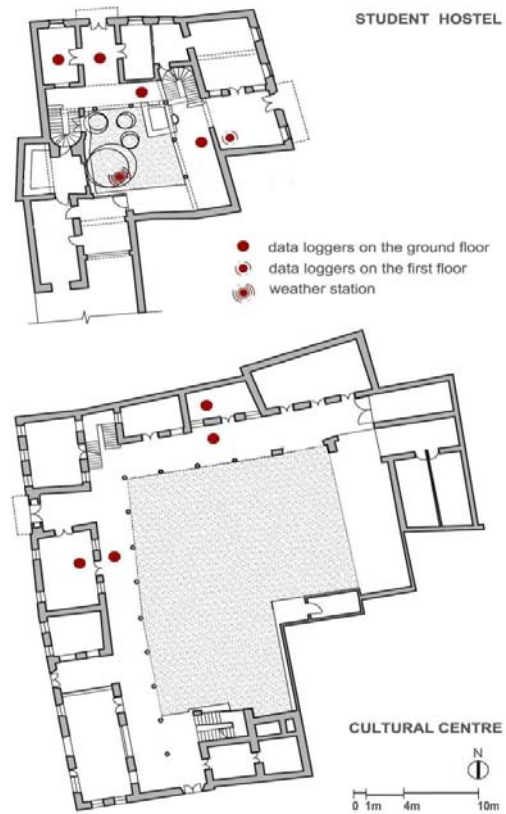 STUDENT HOSTEL
data loggers on the ground floor
data loggers on the first floor
weather station
CULTURAL CENTRE
N
0 1m 4m 10m